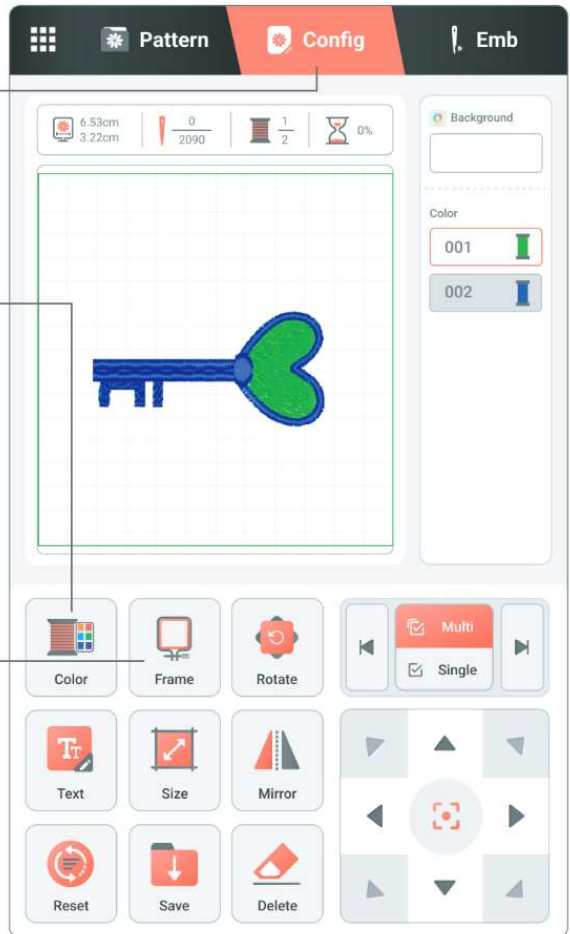 Pattern
Config
Emb
6.53cm
3.22cm
0
2090
1
2
0%
Background
Color
001
002
Color
Frame
Rotate
Multi
Single
Text
Size
Mirror
Reset
Save
Delete